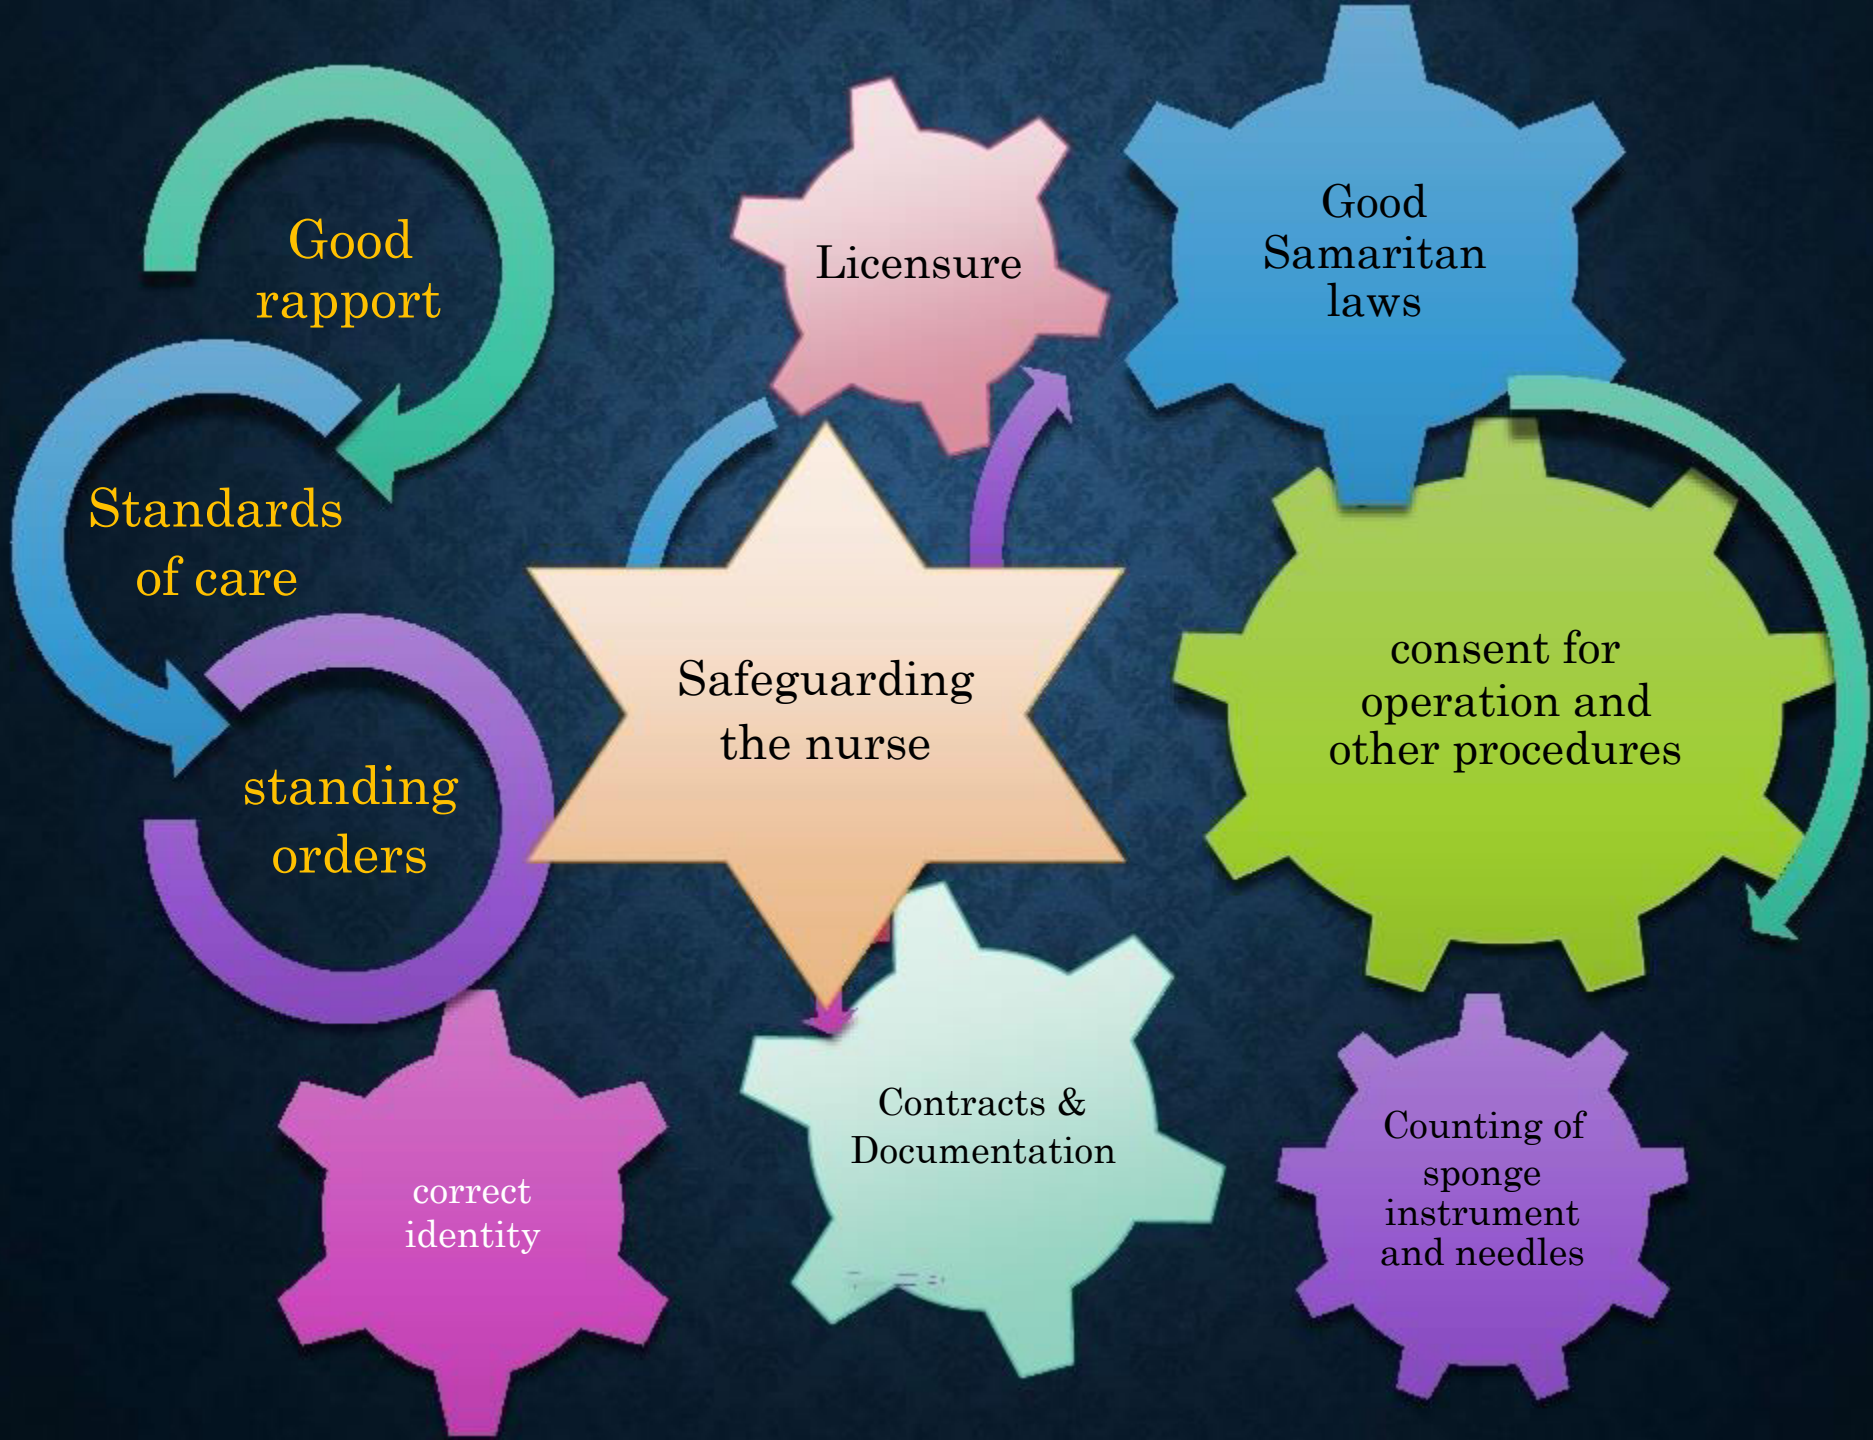 Good
rapport
Standards
of care
standing
orders
Licensure
Good
Samaritan
laws
Safeguarding
the nurse
consent for
operation and
other procedures
correct
identity
Contracts &
Documentation
Counting of
sponge
instrument
and needles